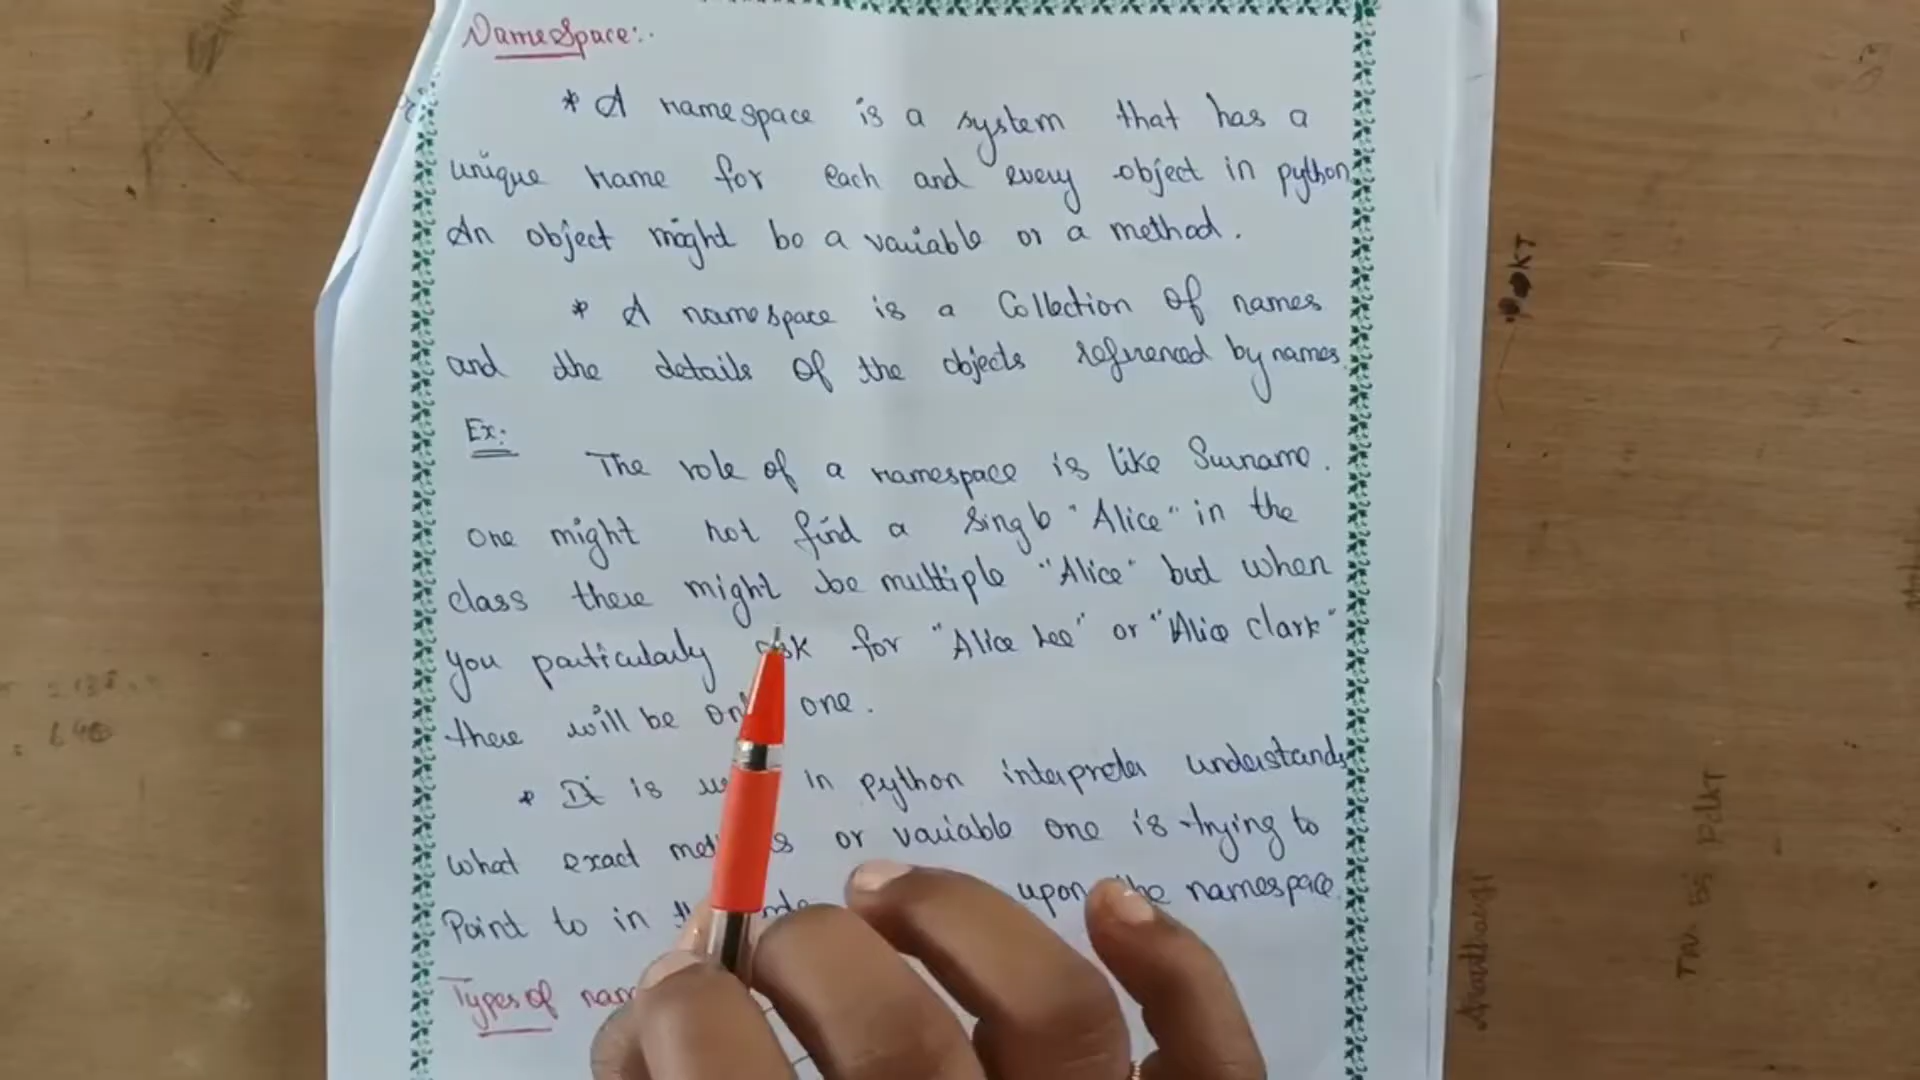 NameSpace:-
* A namespace is a system that has a
unique name for each and every object in python
An object might be a variable or a method.
* A namespace is a Collection of names
and the details of the objects referenced by names
Ex:-
The role of a namespace is like Surname.
one might not find a Single "Alice" in the
class there might be multiple "Alice" but when
you particularly ask for "Alice Lee" or "Alice Clark"
there will be only one.
* It is in python interpreter understands
what exact or variable one is trying to
Point to in upon the namespace.
Types of